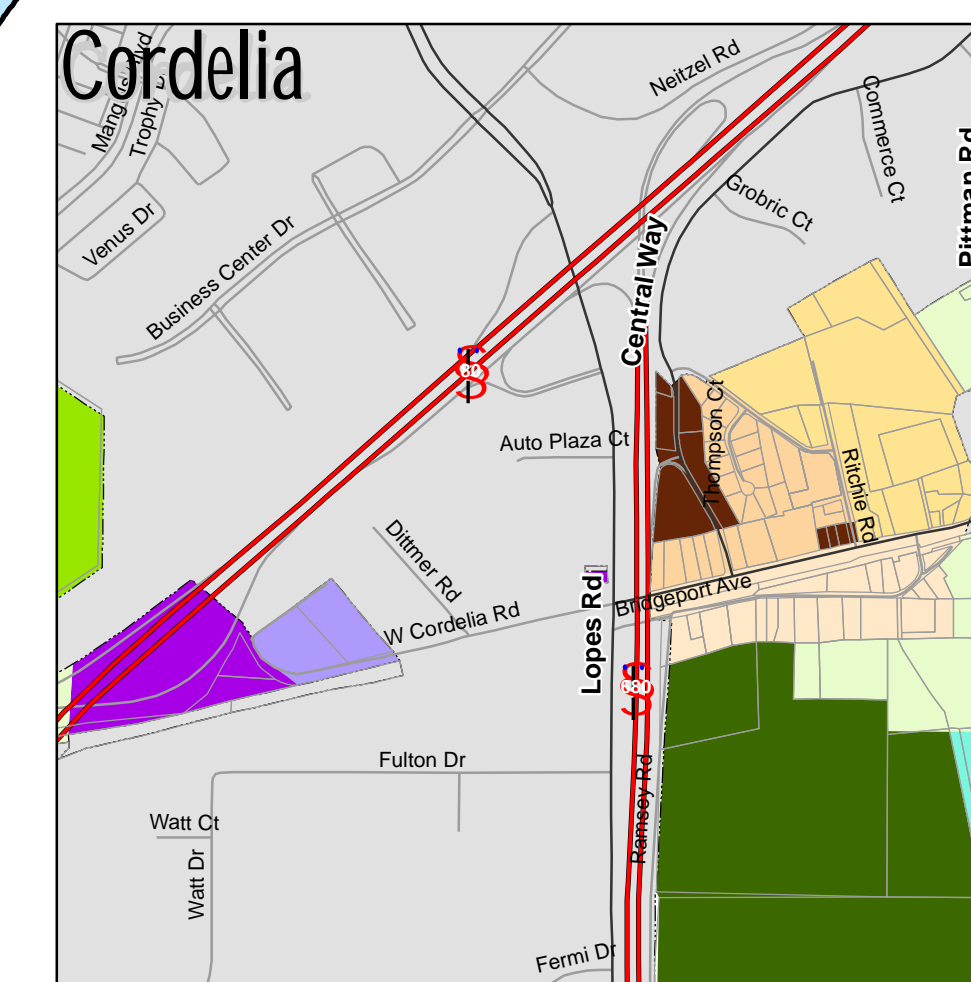 Cordelia
Neitzel Rd
Trophy D
Commerce Ct
Pittman Rd
Grobric Ct
Venus Dr
Business Center Dr
Central Way
80
Auto Plaza Ct
Thompson Ct
Ritchie Rd
Dittmer Rd
Bridgeport Ave
W Cordelia Rd
Lopes Rd
680
Fulton Dr
Ramsey Rd
Watt Ct
Watt Dr
Fermi Dr